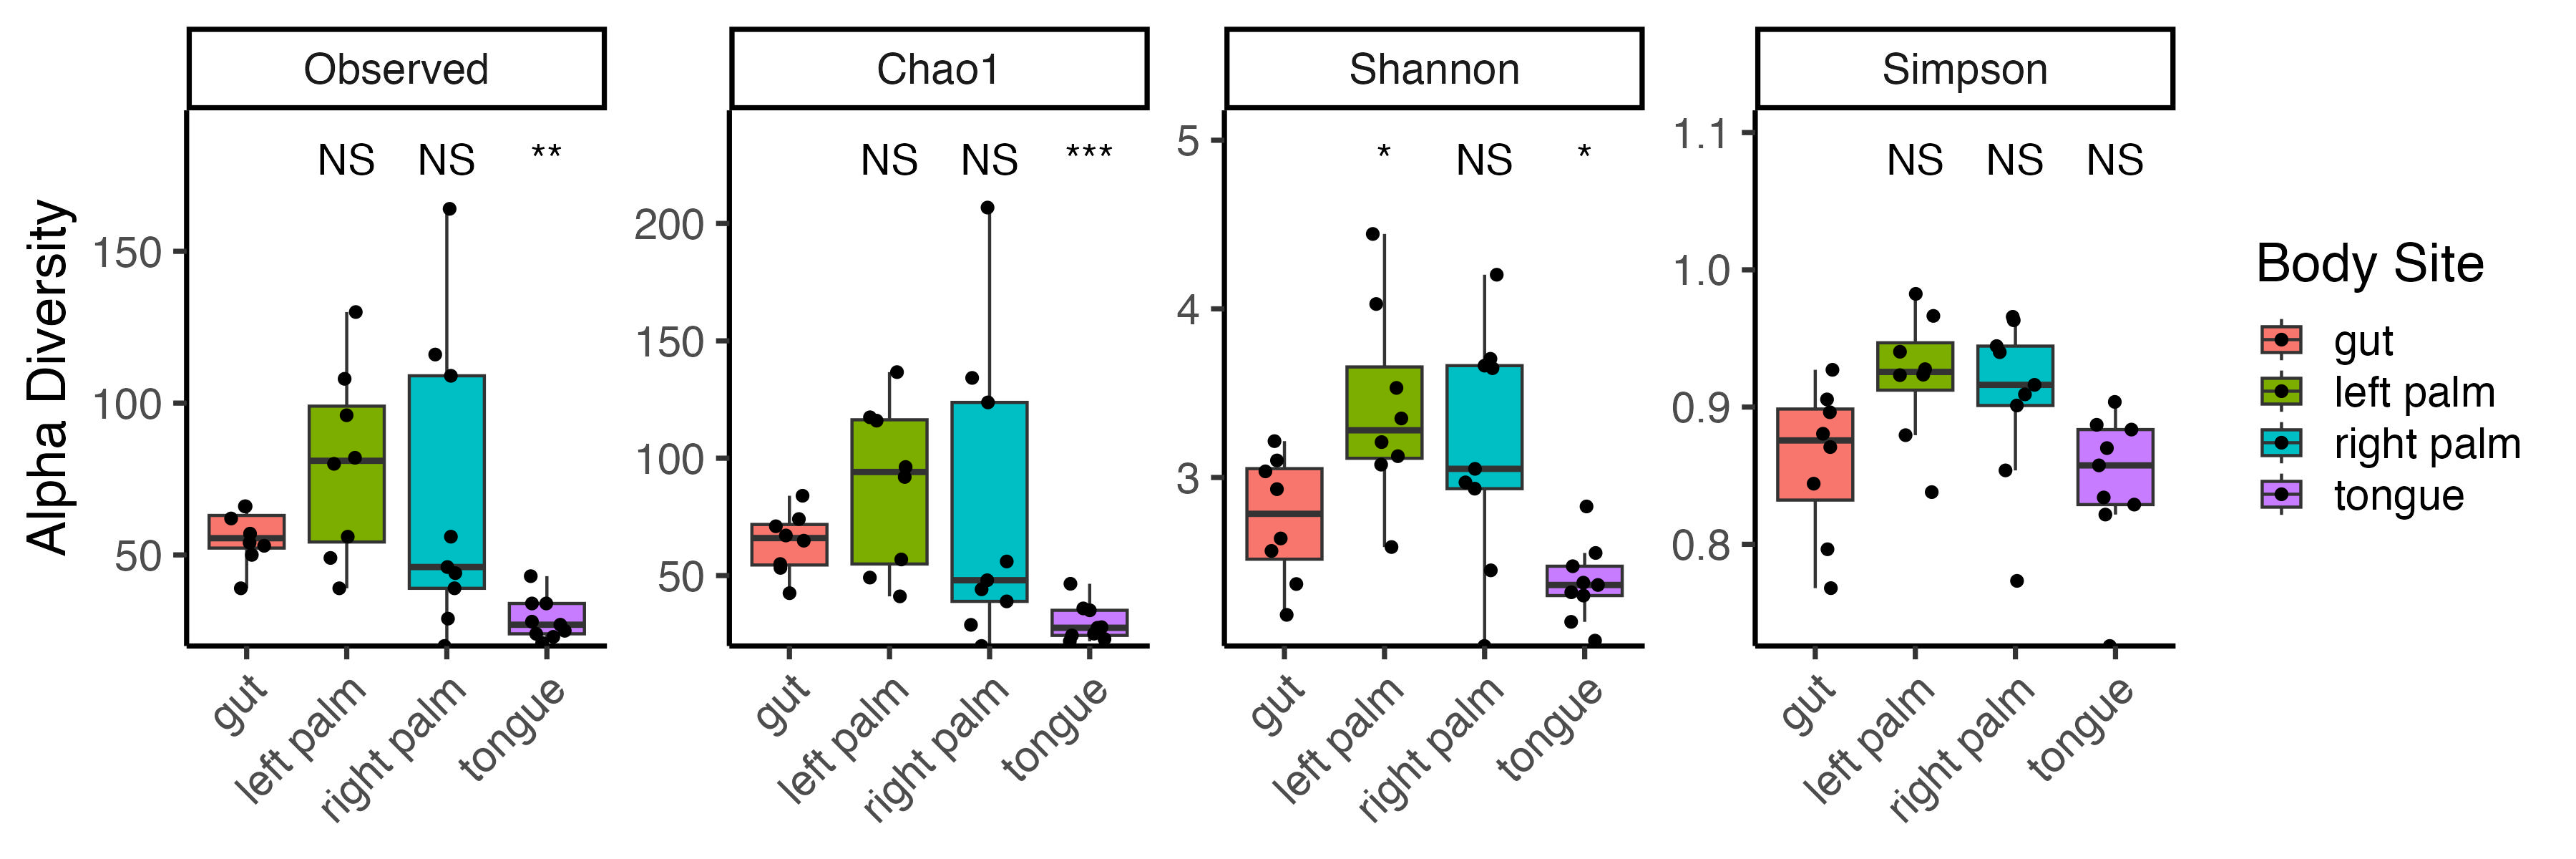 Observed
Chao1
Shannon
Simpson
Alpha Diversity
150
100
50
NS NS **
gut
left palm
right palm
tongue
200
150
100
50
NS NS ***
gut
left palm
right palm
tongue
5
4
3
* NS *
gut
left palm
right palm
tongue
1.1
1.0
0.9
0.8
NS NS NS
gut
left palm
right palm
tongue
Body Site
gut
left palm
right palm
tongue